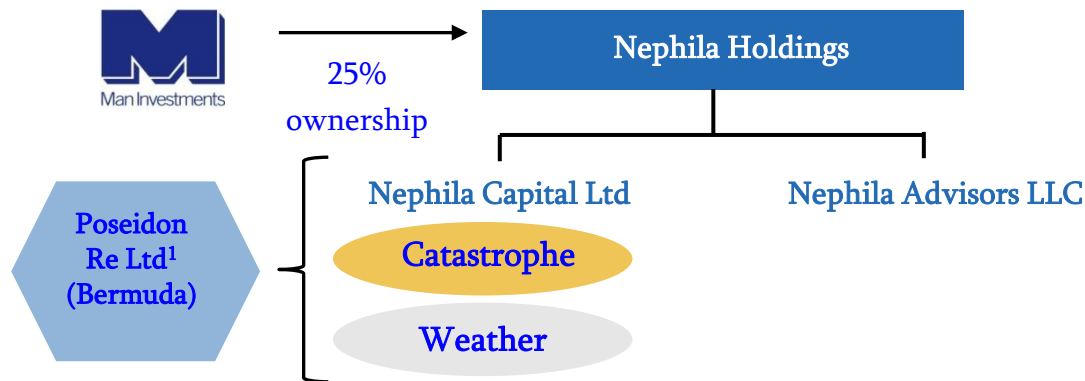 Man Investments
25%
ownership
Nephila Holdings
Poseidon
Re Ltd¹
(Bermuda)
Nephila Capital Ltd
Catastrophe
Weather
Nephila Advisors LLC